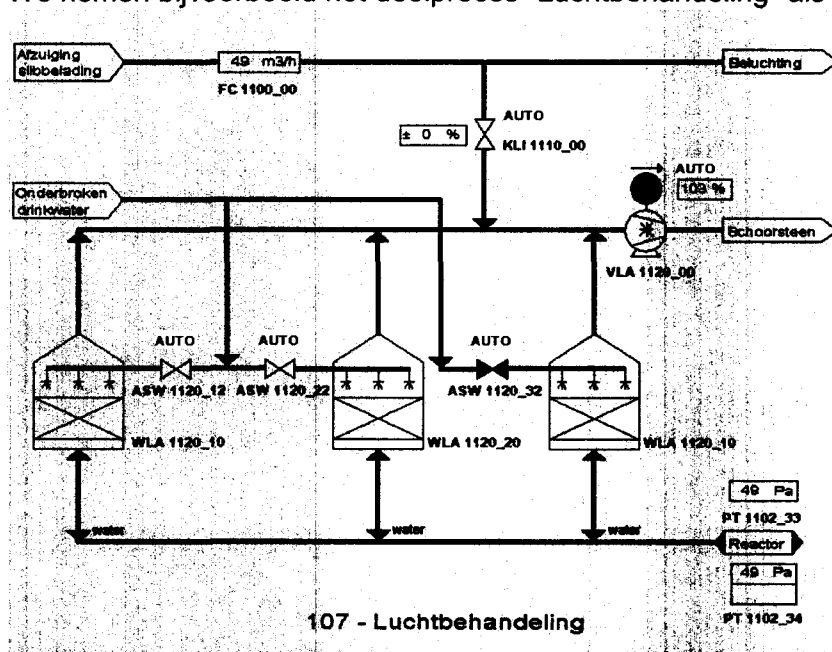 We nemen bijvoorbeeld het deelproces "Luchtbehandeling" als
Afzuiging
slibbelading
49 m3/h
FC 1100_00
Beluchting
AUTO
± 0 %
KLI 1110_00
AUTO
103 %
Onderbroken
drinkwater
Schoorsteen
VLA 1120_00
AUTO
AUTO
AUTO
ASW 1120_12
ASW 1120_22
ASW 1120_32
WLA 1120_10
WLA 1120_20
WLA 1120_10
49 Pa
PT 1102_33
water
water
water
Reactor
49 Pa
PT 1102_34
107 - Luchtbehandeling